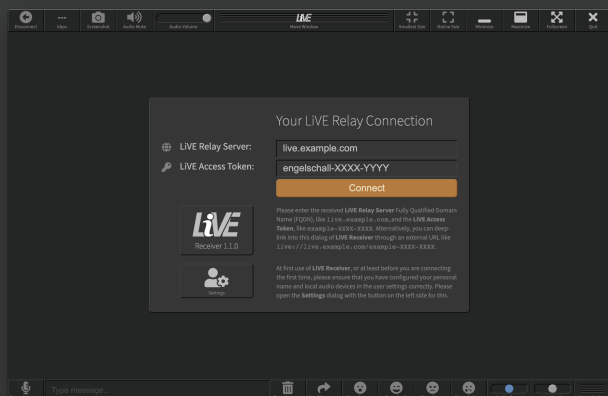 Disconnect
kbps
Screenshot
Audio Mute
Audio Volume
LiVE
Move Window
Smallest Size
Native Size
Minimize
Maximize
Fullscreen
Quit
Your LiVE Relay Connection
LiVE Relay Server:
live.example.com
LiVE Access Token:
engelschall-XXXX-YYYY
Connect
LiVE
Receiver 1.1.0
Settings
Please enter the received LiVE Relay Server Fully Qualified Domain
Name (FQDN), like live.example.com, and the LiVE Access
Token, like example-XXXX-XXXX. Alternatively, you can deep-
link into this dialog of LiVE Receiver through an external URL like
live://live.example.com/example-XXXX-XXXX.
At first use of LiVE Receiver, or at least before you are connecting
the first time, please ensure that you have configured your personal
name and local audio devices in the user settings correctly. Please
open the Settings dialog with the button on the left side for this.
Type message...